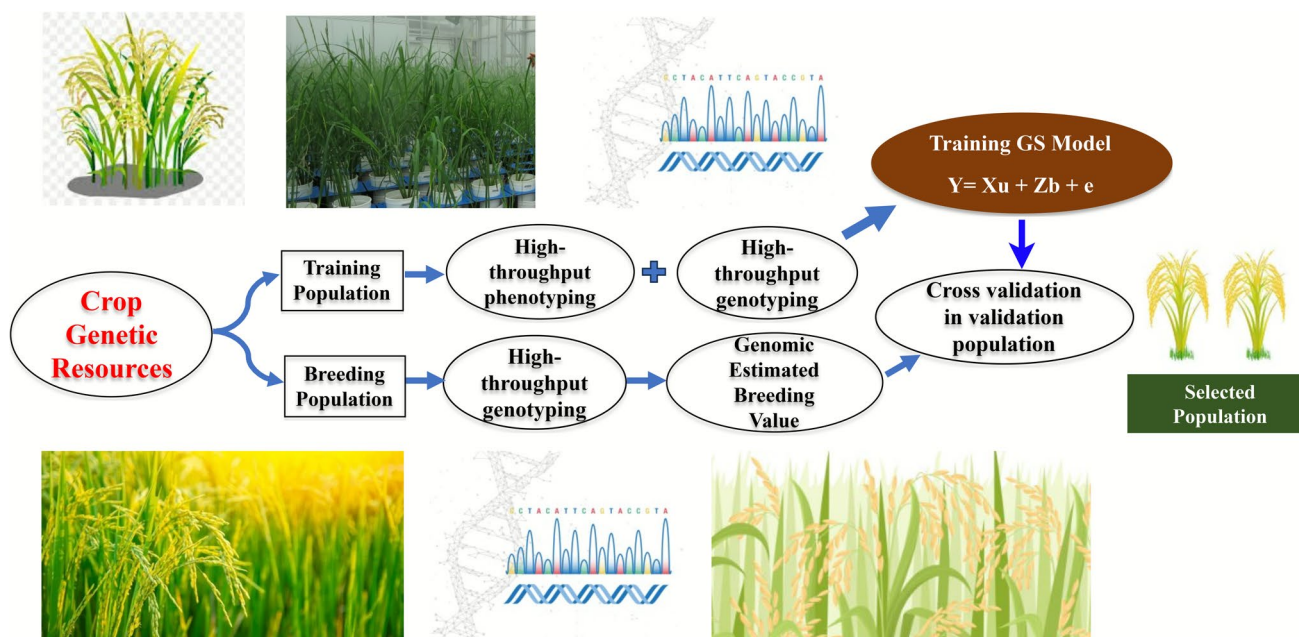 G C T A C A T T C A G T A C C G T A
Training GS Model
Y= Xu + Zb + e
Crop
Genetic
Resources
Training
Population
High-
throughput
phenotyping
High-
throughput
genotyping
Cross validation
in validation
population
Breeding
Population
High-
throughput
genotyping
Genomic
Estimated
Breeding
Value
Selected
Population
G C T A C A T T C A G T A C C G T A